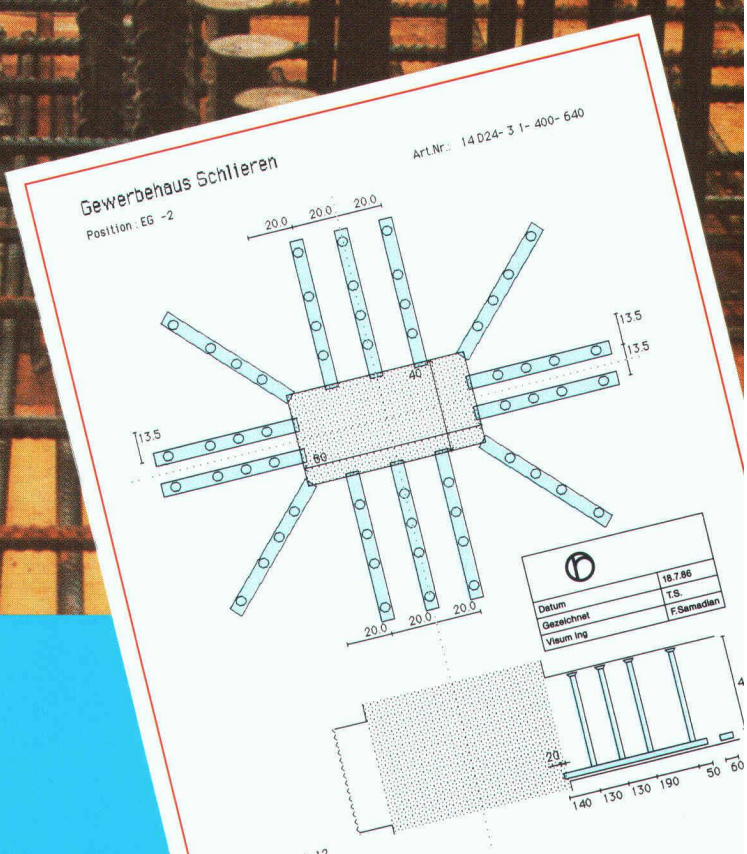 Gewerbehaus Schlieren
Position : EG -2
Art.Nr.: 14 D24- 3 1- 400- 640
20.0 20.0 20.0
13.5
13.5
40
13.5
60
20.0 20.0 20.0
Datum 18.7.86
Gezeichnet T.S.
Visum Ing F.Samadian
20
140 130 130 190 50 60